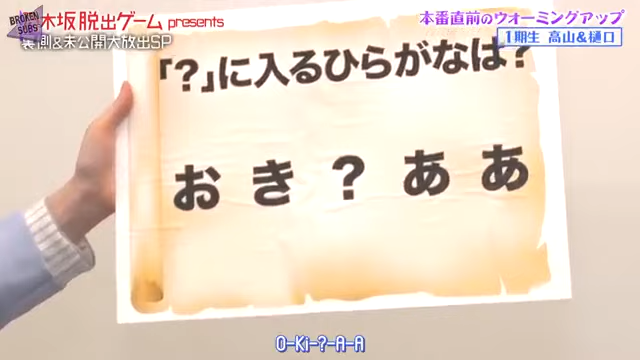 BROKEN SUBS
木坂脱出ゲーム presents
裏側&未公開大放出SP
本番直前のウォーミングアップ
1期生 高山&樋口
「?」に入るひらがなは?
お き ? あ あ
O-Ki-?-A-A